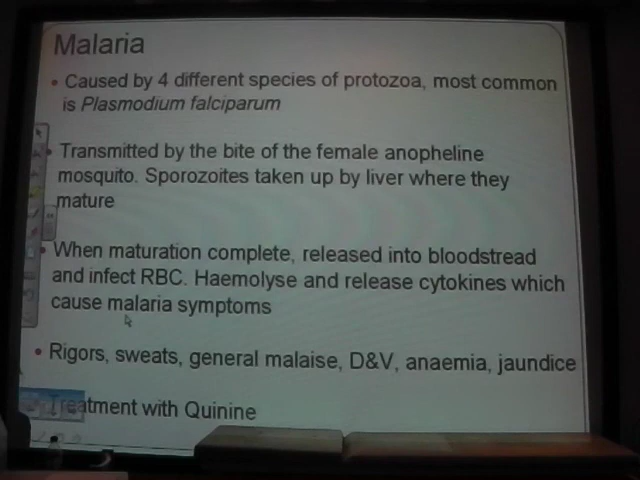 Malaria
• Caused by 4 different species of protozoa, most common
is Plasmodium falciparum
• Transmitted by the bite of the female anopheline
mosquito. Sporozoites taken up by liver where they
mature
• When maturation complete, released into bloodstread
and infect RBC. Haemolyse and release cytokines which
cause malaria symptoms
• Rigors, sweats, general malaise, D&V, anaemia, jaundice
Treatment with Quinine